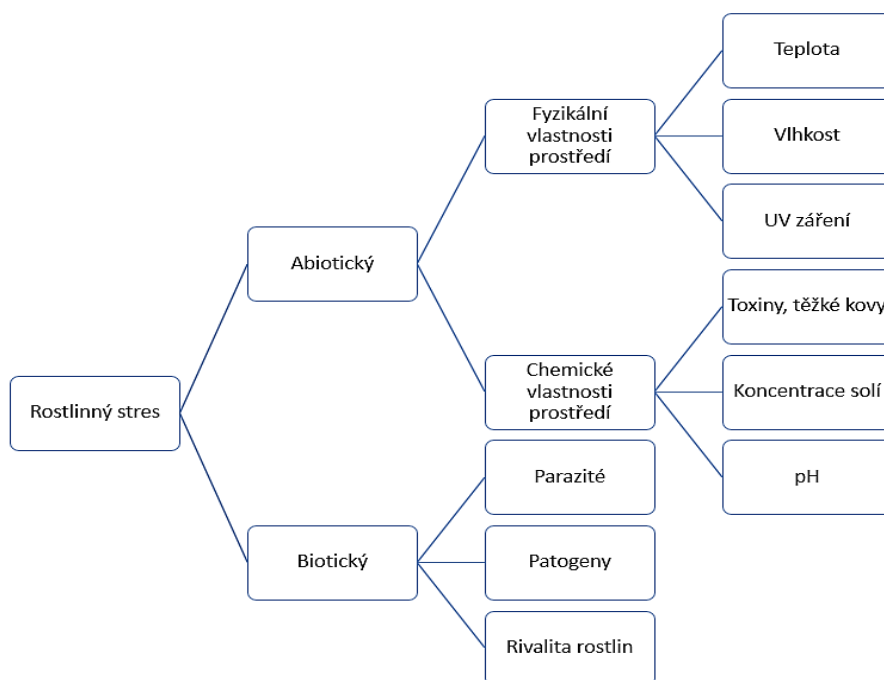 Teplota
Fyzikální
vlastnosti
prostředí
Vlhkost
UV záření
Abiotický
Toxiny, těžké kovy
Chemické
vlastnosti
prostředí
Koncentrace solí
Rostlinný stres
Parazité
pH
Biotický
Patogeny
Rivalita rostlin